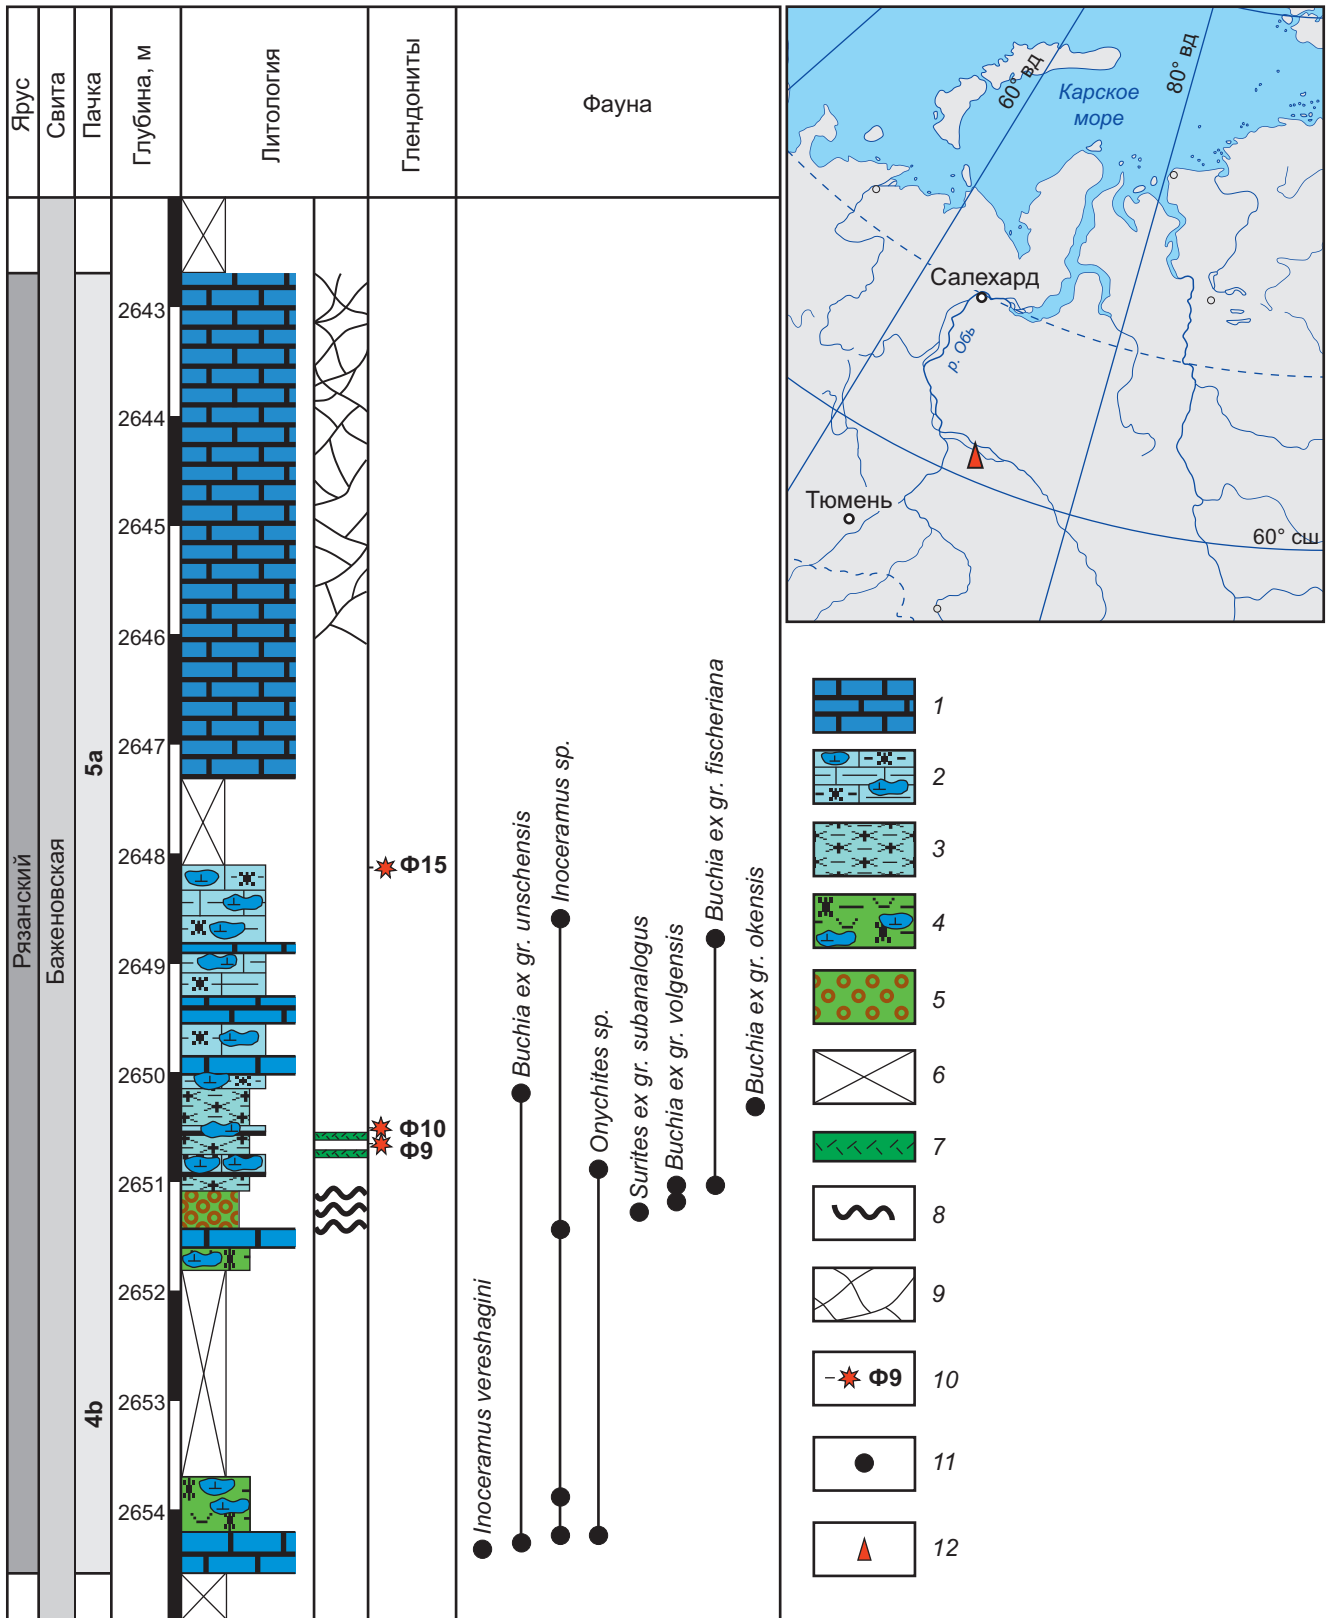 Ярус
Свита
Пачка
Глубина, м
Литология
Глендониты
Фауна
Рязанский
Баженовская
5a
4b
2643
2644
2645
2646
2647
2648
2649
2650
2651
2652
2653
2654
Ф15
Ф10
Ф9
Inoceramus vereshagini
Buchia ex gr. unschensis
Inoceramus sp.
Onychites sp.
Surites ex gr. subanalogus
Buchia ex gr. volgensis
Buchia ex gr. fischeriana
Buchia ex gr. okensis
60° вд
80° вд
Карское
море
Салехард
р. Обь
Тюмень
60° сш
1
2
3
4
5
6
7
8
9
Ф9 10
11
12